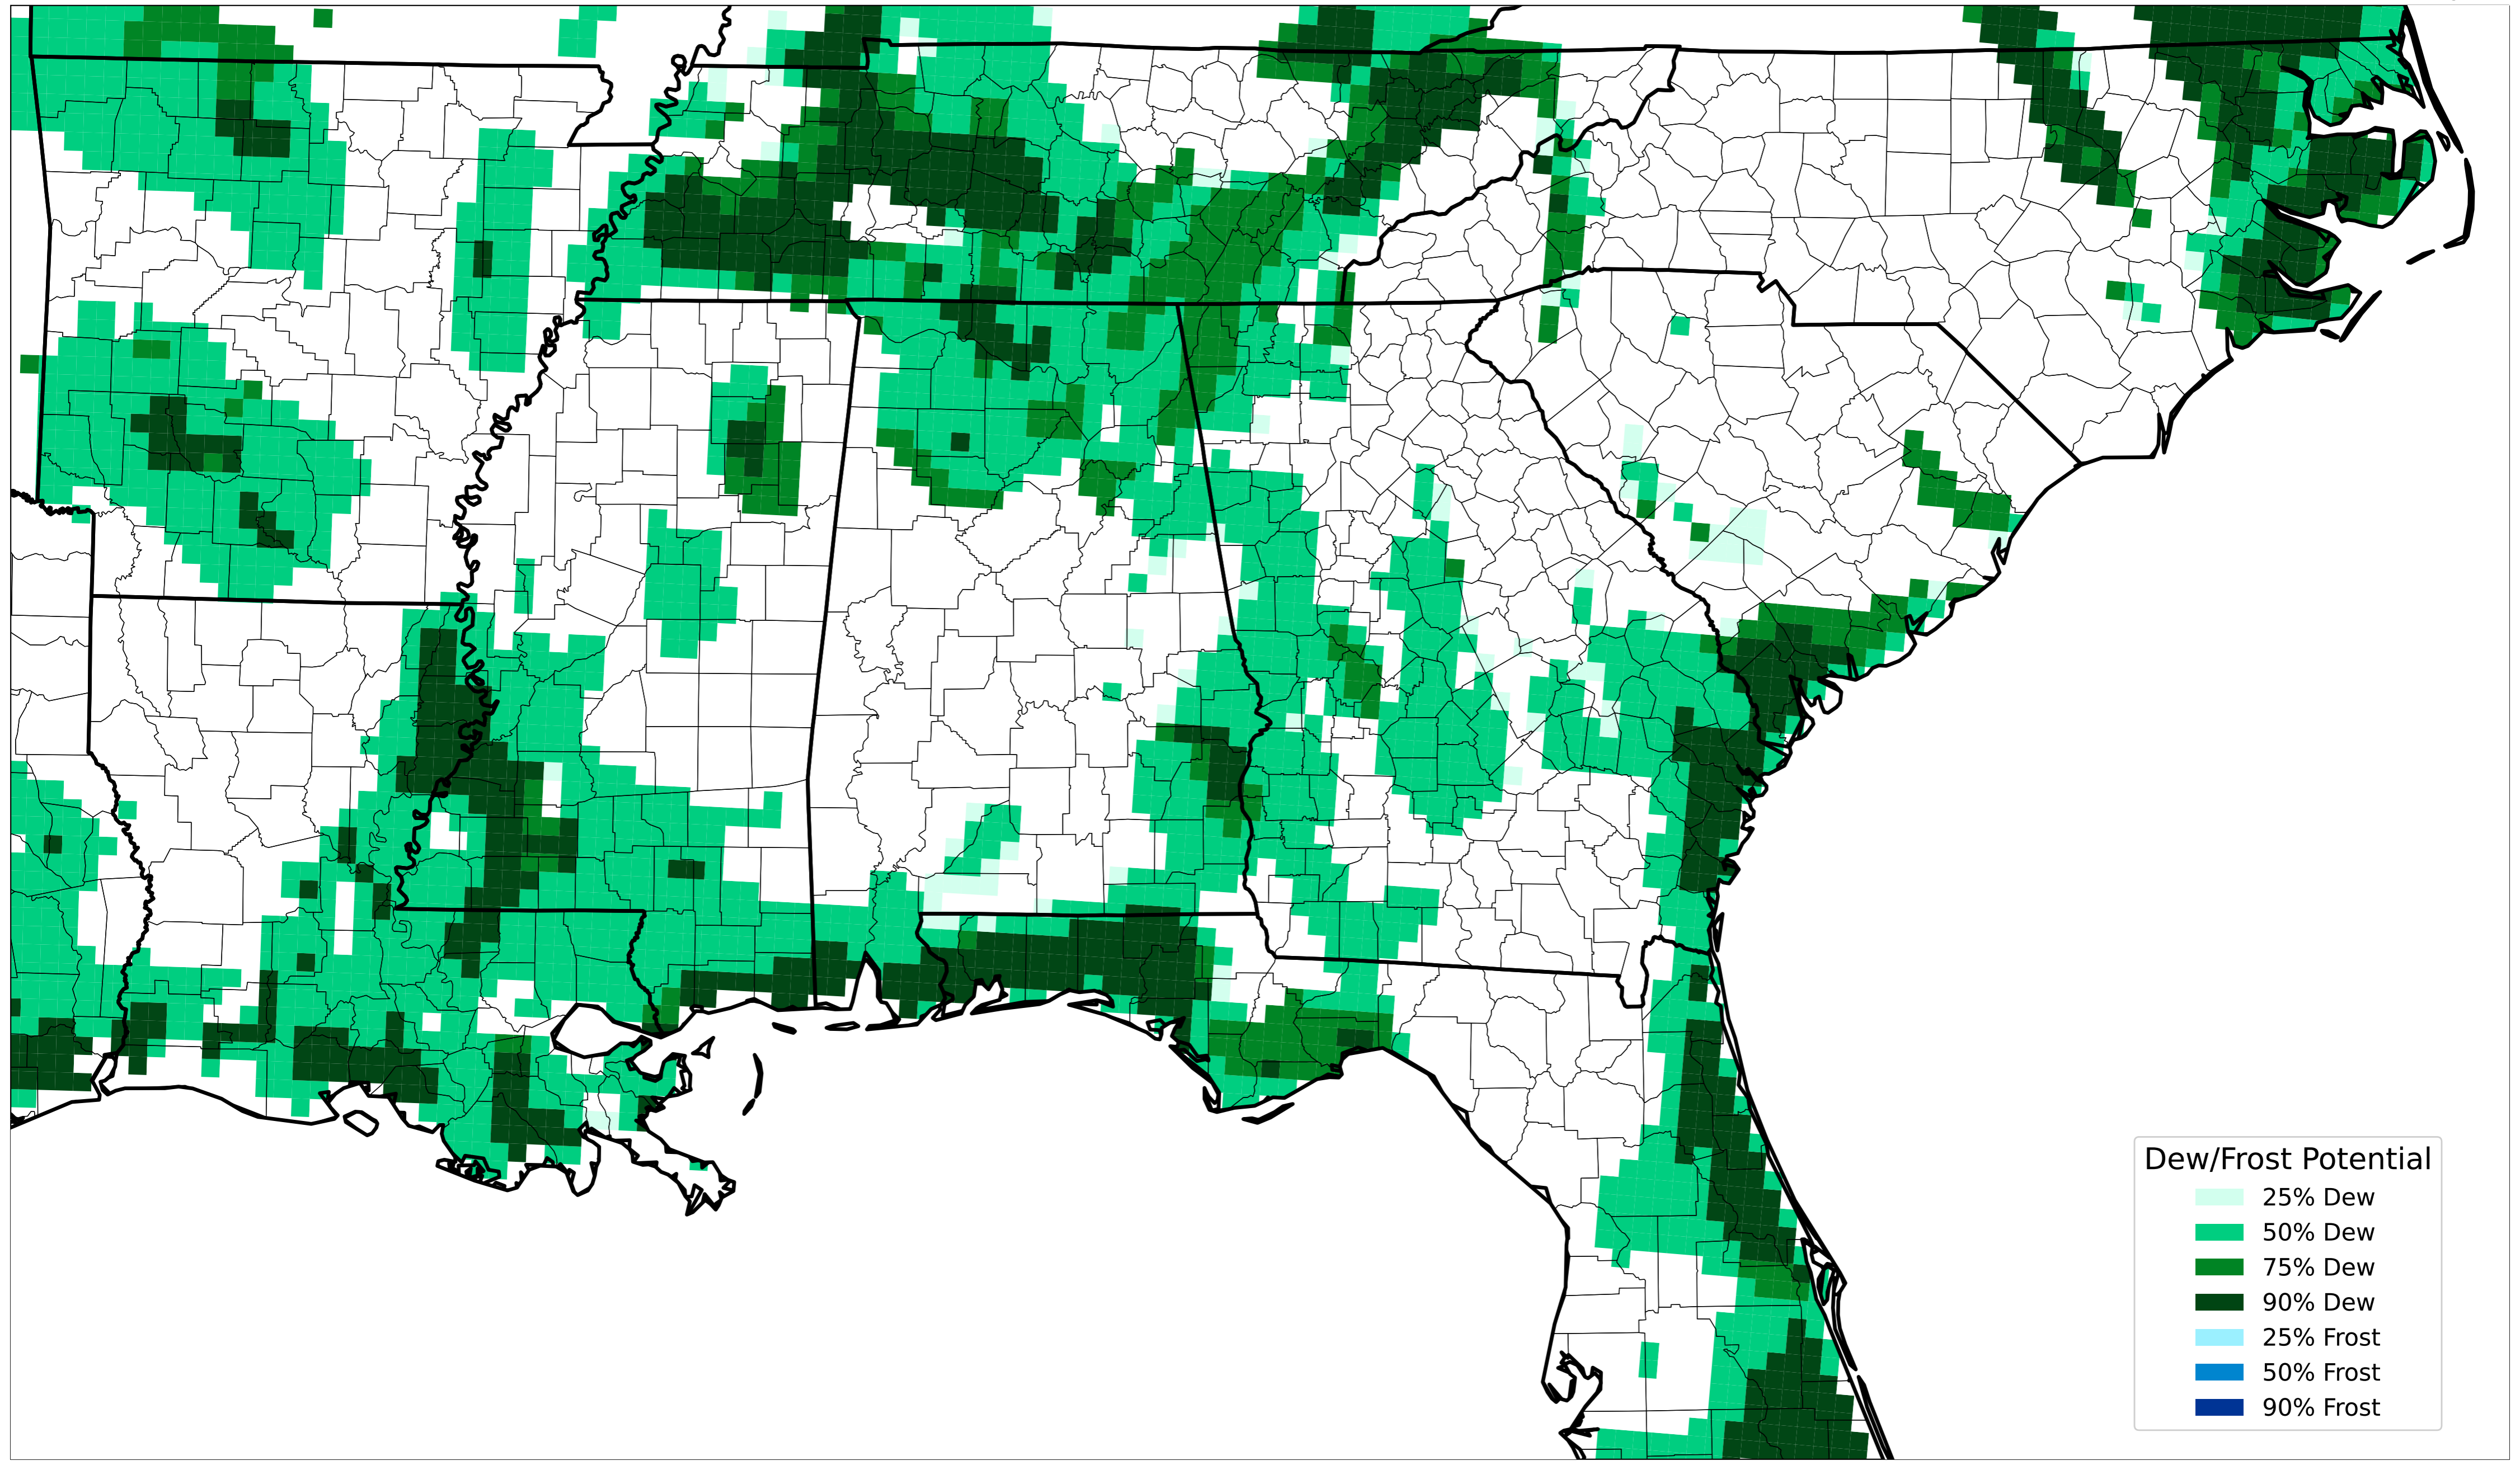 Dew/Frost Potential
25% Dew
50% Dew
75% Dew
90% Dew
25% Frost
50% Frost
90% Frost